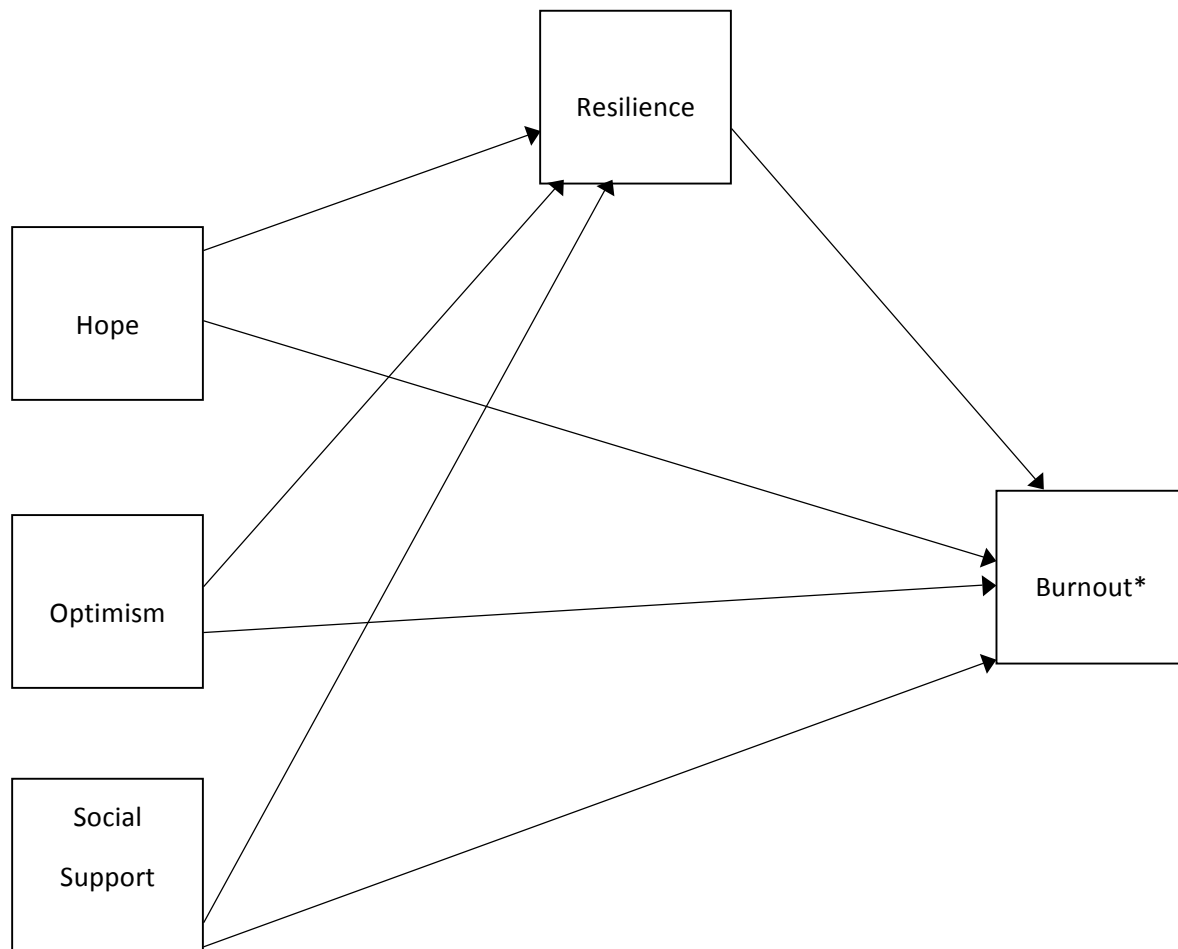 Resilience
Hope
Optimism
Burnout*
Social
Support